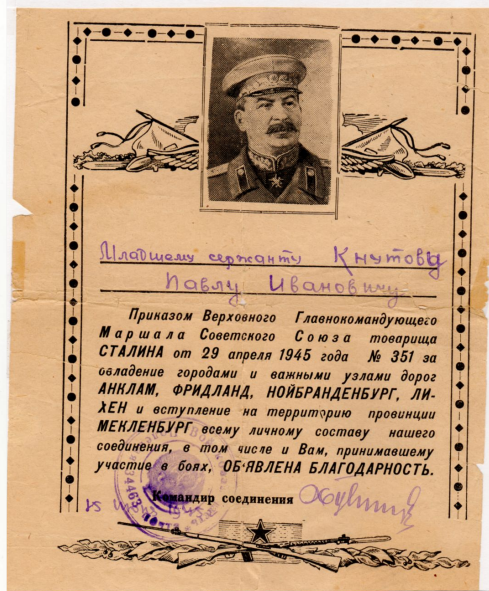 Младшему сержанту Кнутову
Павлу Ивановичу
Приказом Верховного Главнокомандующего
Маршала Советского Союза товарища
СТАЛИНА от 29 апреля 1945 года № 351 за
овладение городами и важными узлами дорог
АНКЛАМ, ФРИДЛАНД, НОЙБРАНДЕНБУРГ, ЛИ-
ХЕН и вступление на территорию провинции
МЕКЛЕНБУРГ всему личному составу нашего
соединения, в том числе и Вам, принимавшему
участие в боях, ОБ'ЯВЛЕНА БЛАГОДАРНОСТЬ.
Командир соединения